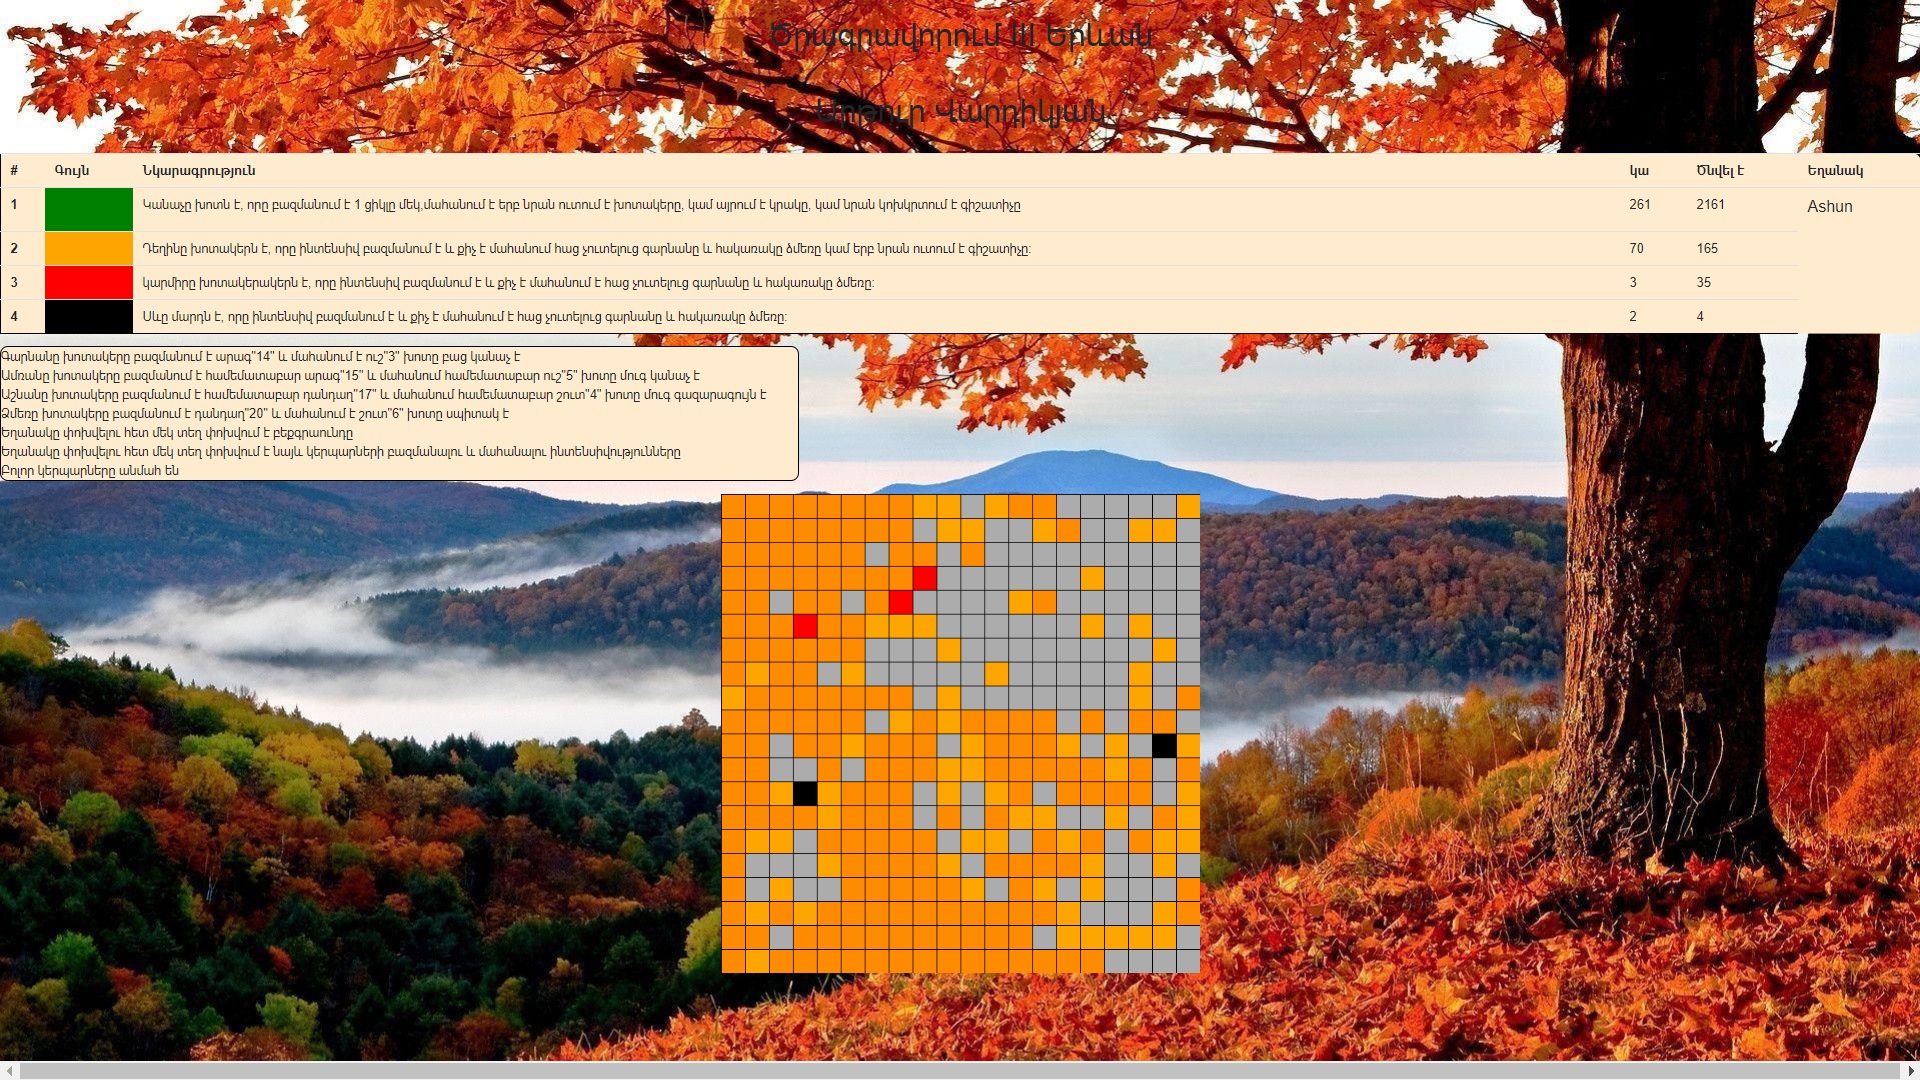 Ծրագրավորում III Երևան
Արթուր Վարդիկյան
# Գույն Նկարագրություն կա Ծնվել է Եղանակ
1 Կանաչը խոտն է, որը բազմանում է 1 ցիկլը մեկ,մահանում է երբ նրան ուտում է խոտակերը, կամ այրում է կրակը, կամ նրան կոխկրտում է գիշատիչը 261 2161 Ashun
2 Դեղինը խոտակերն է, որը ինտենսիվ բազմանում է և քիչ է մահանում հաց չուտելուց գարնանը և հակառակը ձմեռը կամ երբ նրան ուտում է գիշատիչը: 70 165
3 կարմիրը խոտակերակերն է, որը ինտենսիվ բազմանում է և քիչ է մահանում է հաց չուտելուց գարնանը և հակառակը ձմեռը: 3 35
4 Սևը մարդն է, որը ինտենսիվ բազմանում է և քիչ է մահանում է հաց չուտելուց գարնանը և հակառակը ձմեռը: 2 4
Գարնանը խոտակերը բազմանում է արագ"14" և մահանում է ուշ"3" խոտը բաց կանաչ է
Ամռանը խոտակերը բազմանում է համեմատաբար արագ"15" և մահանում համեմատաբար ուշ"5" խոտը մուգ կանաչ է
Աշնանը խոտակերը բազմանում է համեմատաբար դանդաղ"17" և մահանում համեմատաբար շուտ"4" խոտը մուգ գազարագույն է
Ձմեռը խոտակերը բազմանում է դանդաղ"20" և մահանում է շուտ"6" խոտը սպիտակ է
Եղանակը փոխվելու հետ մեկ տեղ փոխվում է բեքգրաունդը
Եղանակը փոխվելու հետ մեկ տեղ փոխվում է նայև կերպարների բազմանալու և մահանալու ինտենսիվությունները
Բոլոր կերպարները անմահ են